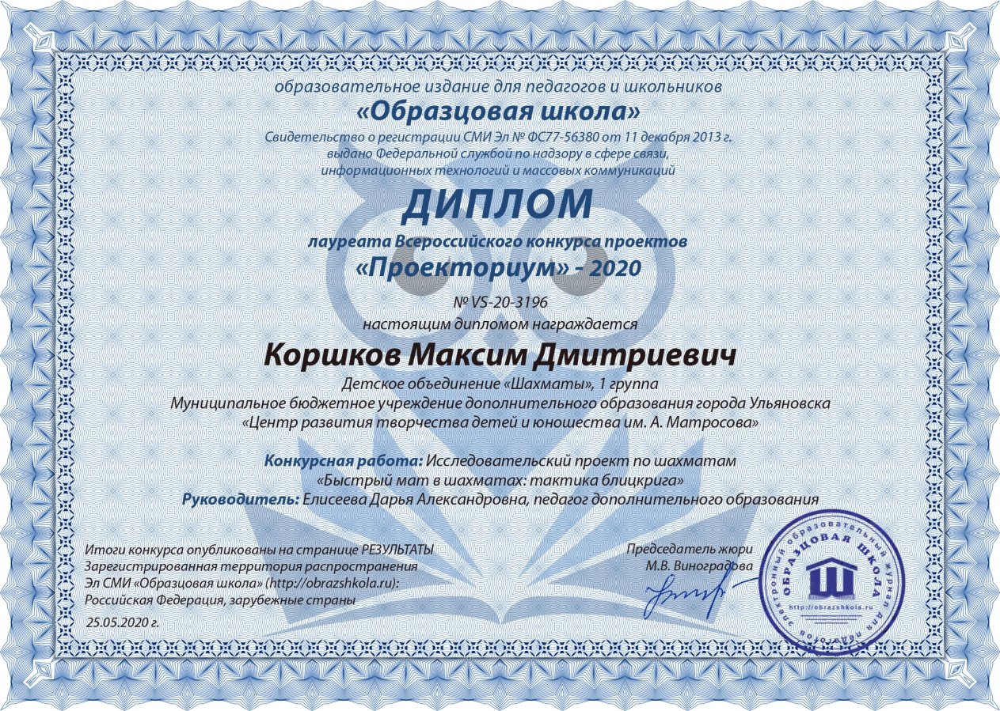 образовательное издание для педагогов и школьников
«Образцовая школа»
Свидетельство о регистрации СМИ Эл № ФС77-56380 от 11 декабря 2013 г.
выдано Федеральной службой по надзору в сфере связи,
информационных технологий и массовых коммуникаций
ДИПЛОМ
лауреата Всероссийского конкурса проектов
«Проекториум» - 2020
№ VS-20-3196
настоящим дипломом награждается
Коршков Максим Дмитриевич
Детское объединение «Шахматы», 1 группа
Муниципальное бюджетное учреждение дополнительного образования города Ульяновска
«Центр развития творчества детей и юношества им. А. Матросова»
Конкурсная работа: Исследовательский проект по шахматам
«Быстрый мат в шахматах: тактика блицкрига»
Руководитель: Елисеева Дарья Александровна, педагог дополнительного образования
Итоги конкурса опубликованы на странице РЕЗУЛЬТАТЫ
Зарегистрированная территория распространения
Эл СМИ «Образцовая школа» (http://obrazshkola.ru):
Российская Федерация, зарубежные страны
25.05.2020 г.
Председатель жюри
М.В. Виноградова
электронный образовательный журнал для педагогов
ОБРАЗЦОВАЯ ШКОЛА
http://obrazshkola.ru